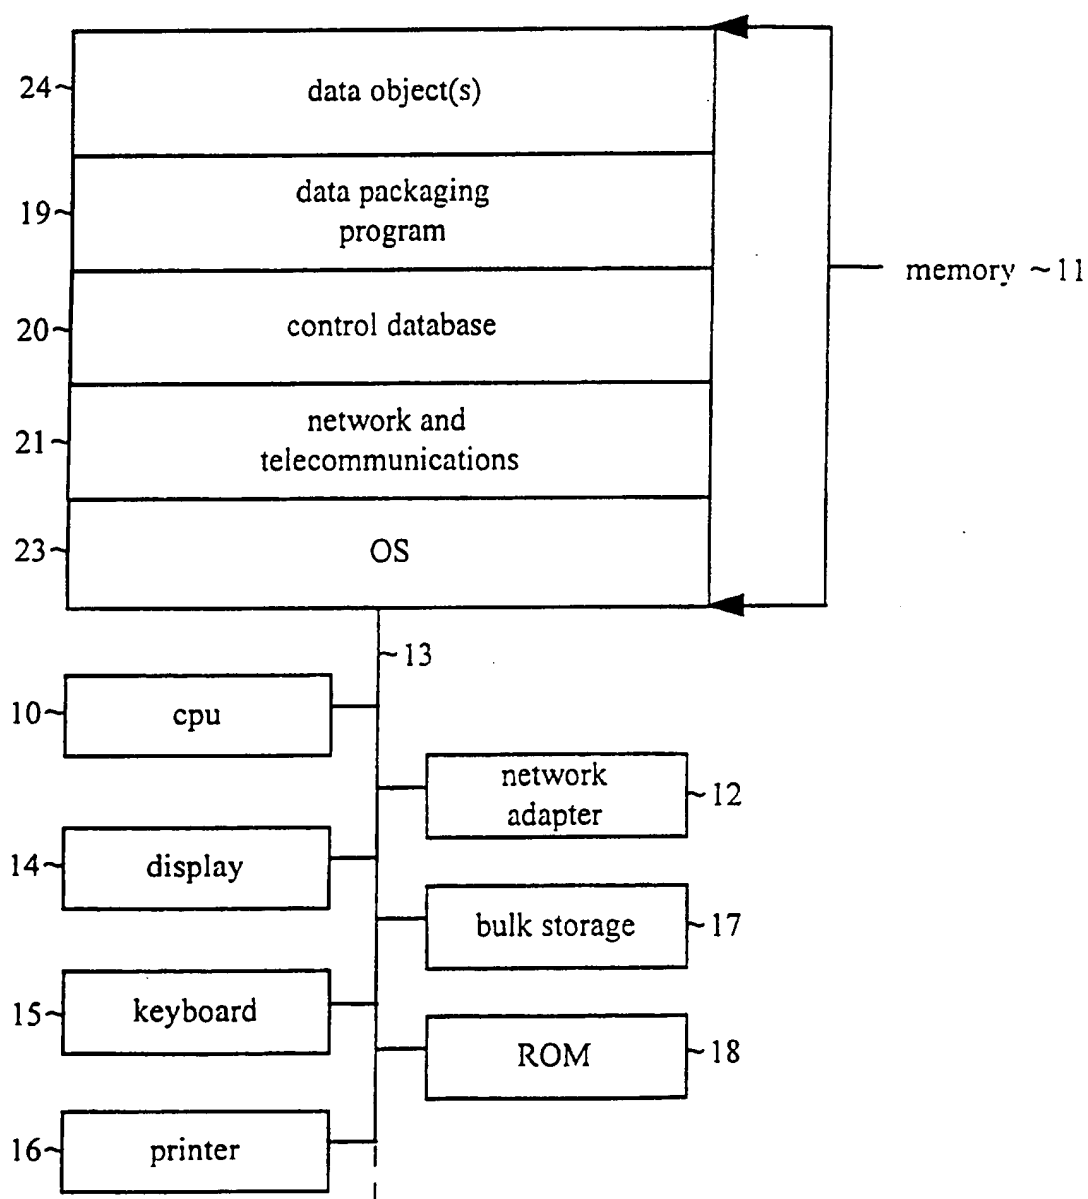 24~ data object(s)
19~ data packaging
program
memory ~11
20~ control database
21~ network and
telecommunications
23~ OS
~13
10~ cpu
network
adapter ~12
14~ display
bulk storage ~17
15~ keyboard
ROM ~18
16~ printer